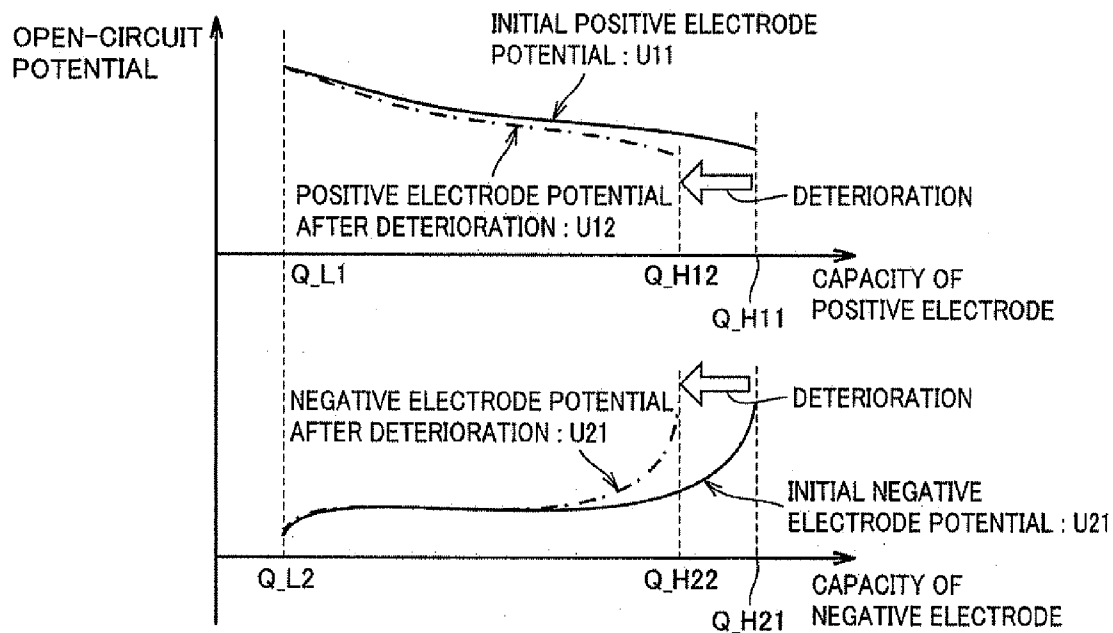 OPEN-CIRCUIT
POTENTIAL
INITIAL POSITIVE ELECTRODE
POTENTIAL : U11
POSITIVE ELECTRODE POTENTIAL
AFTER DETERIORATION : U12
DETERIORATION
Q_L1
Q_H12
Q_H11
CAPACITY OF
POSITIVE ELECTRODE
NEGATIVE ELECTRODE POTENTIAL
AFTER DETERIORATION : U21
DETERIORATION
INITIAL NEGATIVE
ELECTRODE POTENTIAL : U21
Q_L2
Q_H22
Q_H21
CAPACITY OF
NEGATIVE ELECTRODE